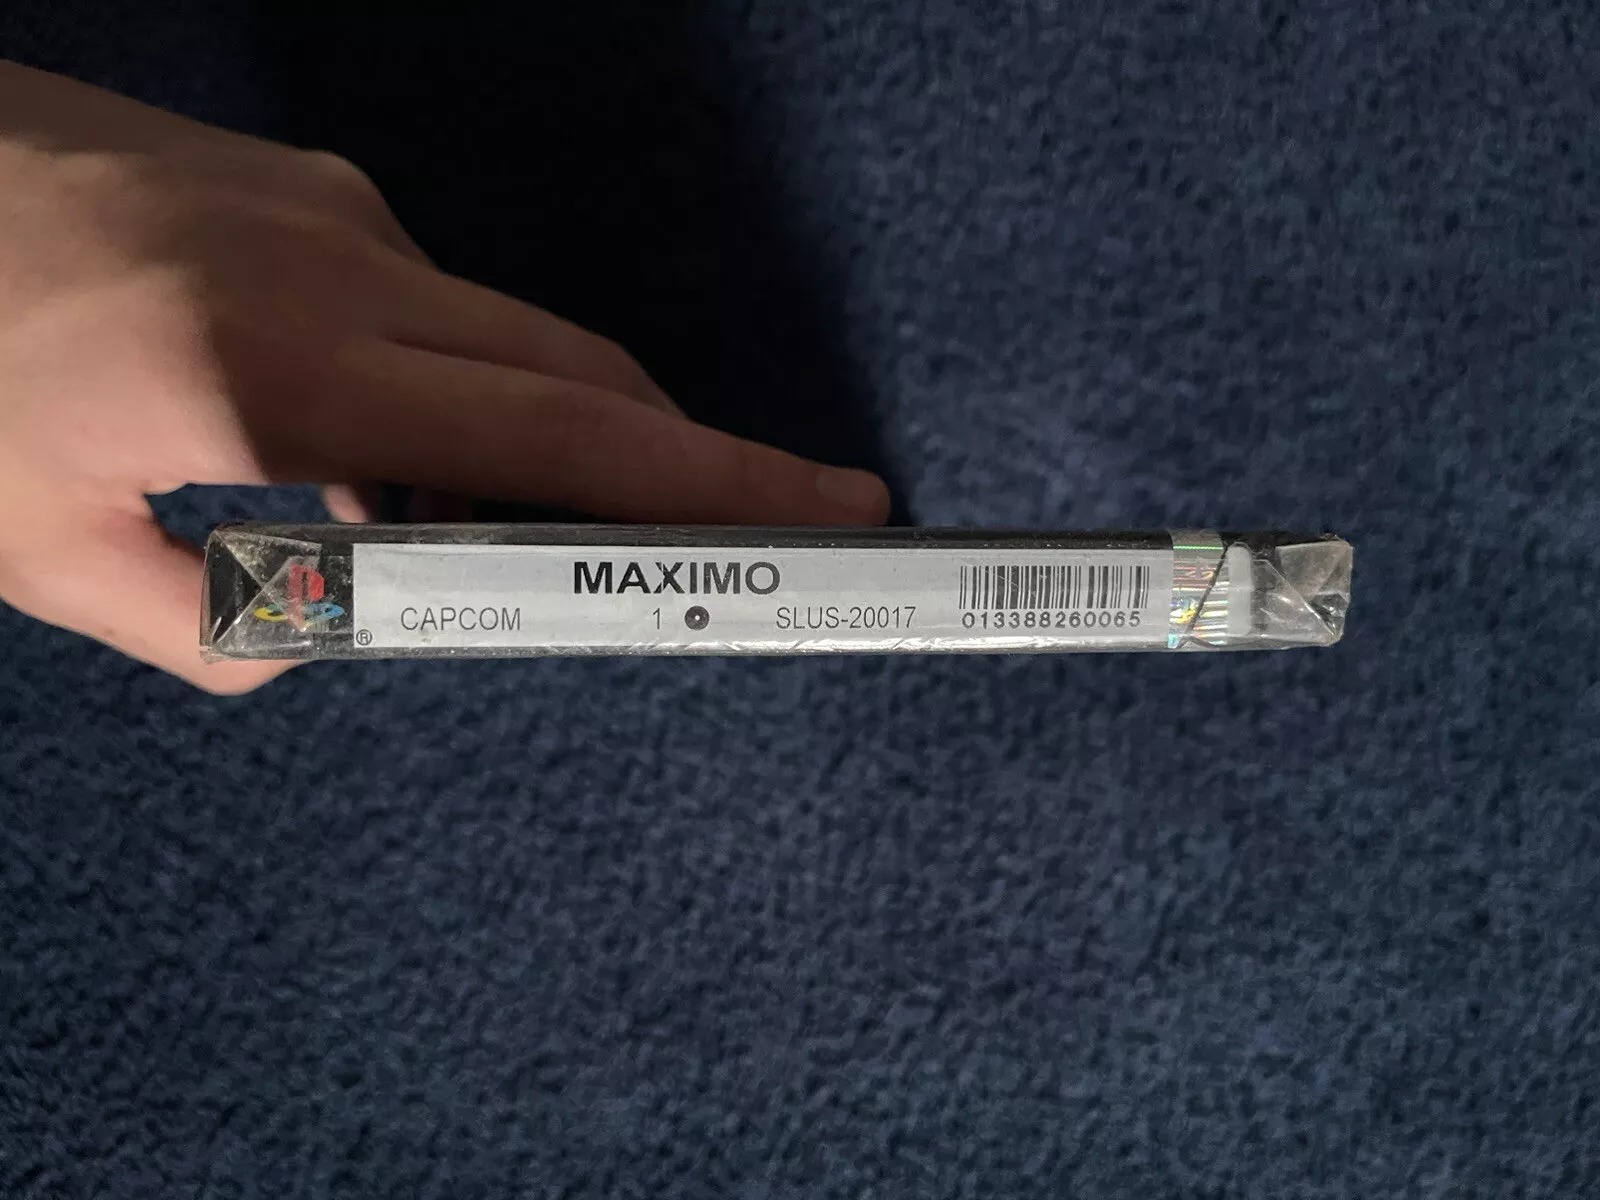 MAXIMO
CAPCOM 1 SLUS-20017
013388260065
®